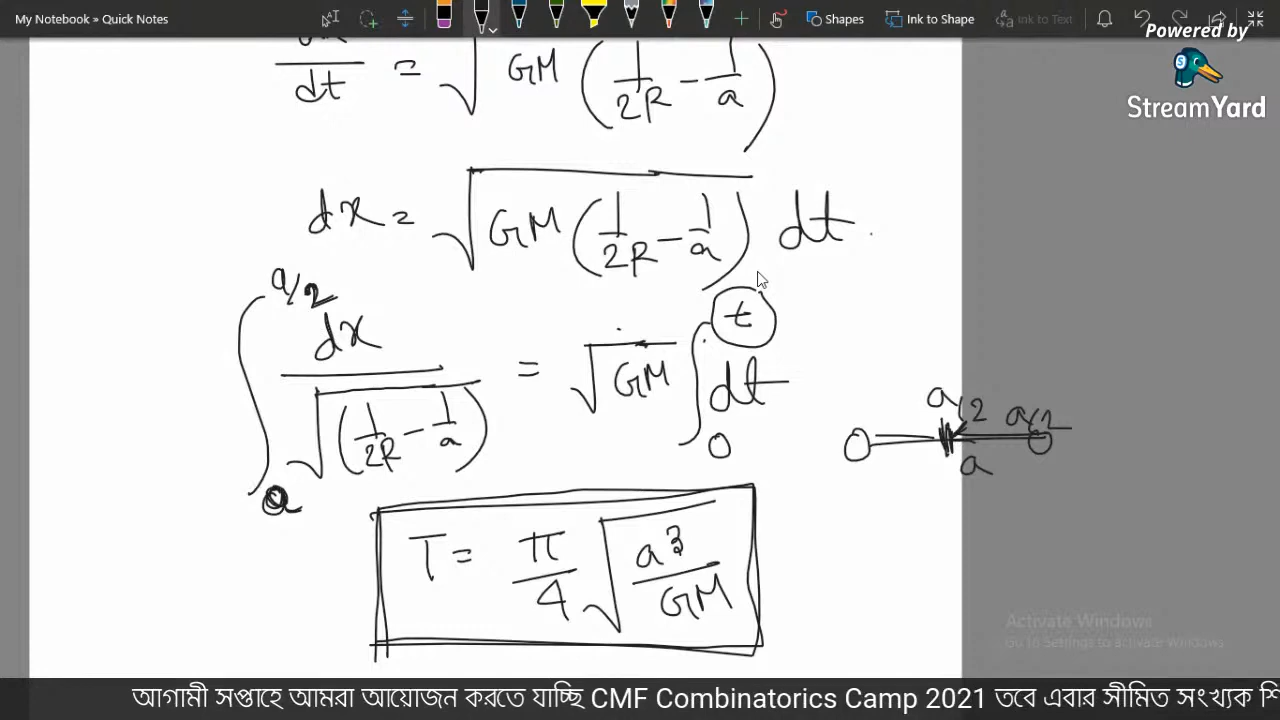 My Notebook » Quick Notes
Shapes
Ink to Shape
Ink to Text
Powered by
StreamYard
dt = √ GM (1/2R − 1/a)
dx = √GM (1/2R − 1/a) dt
∫ a/2 a dx / √(1/2R − 1/a) = √GM ∫ t 0 dt
a/2
a/2
a
T = π/4 √a3/GM
Activate Windows
Go to Settings to activate Windows.
আগামী সপ্তাহে আমরা আয়োজন করতে যাচ্ছি CMF Combinatorics Camp 2021 তবে এবার সীমিত সংখ্যক